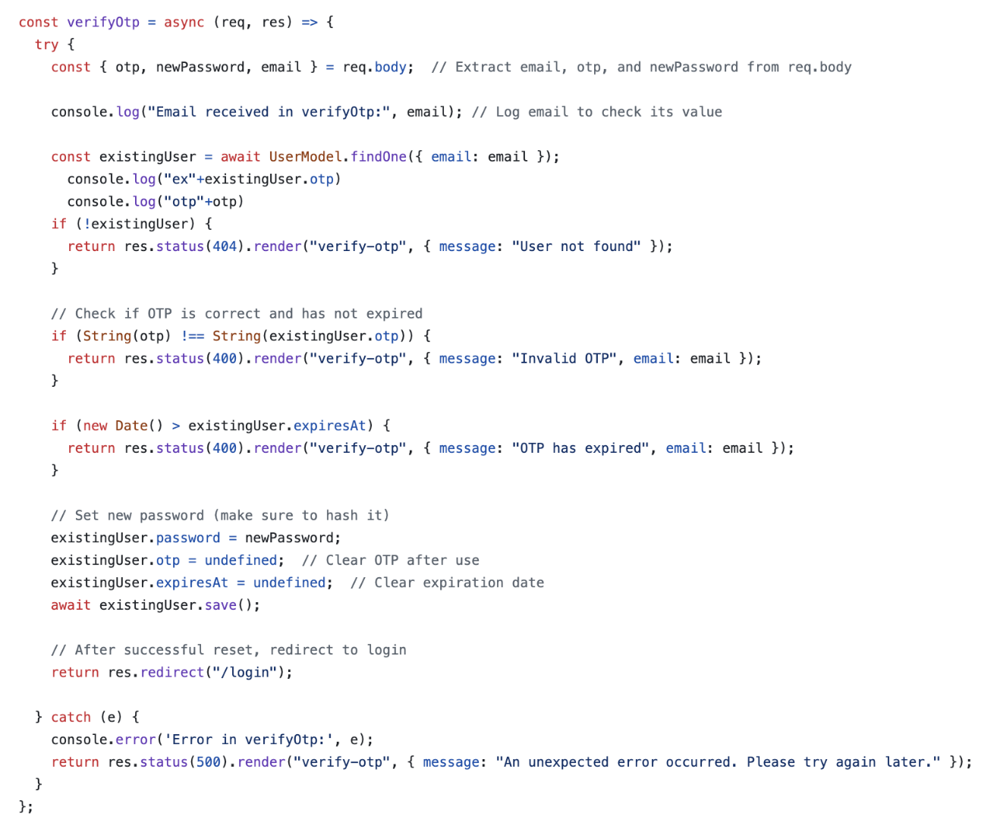 const verifyOtp = async (req, res) => {
  try {
    const { otp, newPassword, email } = req.body;  // Extract email, otp, and newPassword from req.body

    console.log("Email received in verifyOtp:", email); // Log email to check its value

    const existingUser = await UserModel.findOne({ email: email });
      console.log("ex"+existingUser.otp)
      console.log("otp"+otp)
    if (!existingUser) {
      return res.status(404).render("verify-otp", { message: "User not found" });
    }

    // Check if OTP is correct and has not expired
    if (String(otp) !== String(existingUser.otp)) {
      return res.status(400).render("verify-otp", { message: "Invalid OTP", email: email });
    }

    if (new Date() > existingUser.expiresAt) {
      return res.status(400).render("verify-otp", { message: "OTP has expired", email: email });
    }

    // Set new password (make sure to hash it)
    existingUser.password = newPassword;
    existingUser.otp = undefined;  // Clear OTP after use
    existingUser.expiresAt = undefined;  // Clear expiration date
    await existingUser.save();

    // After successful reset, redirect to login
    return res.redirect("/login");

  } catch (e) {
    console.error('Error in verifyOtp:', e);
    return res.status(500).render("verify-otp", { message: "An unexpected error occurred. Please try again later." });
  }
};